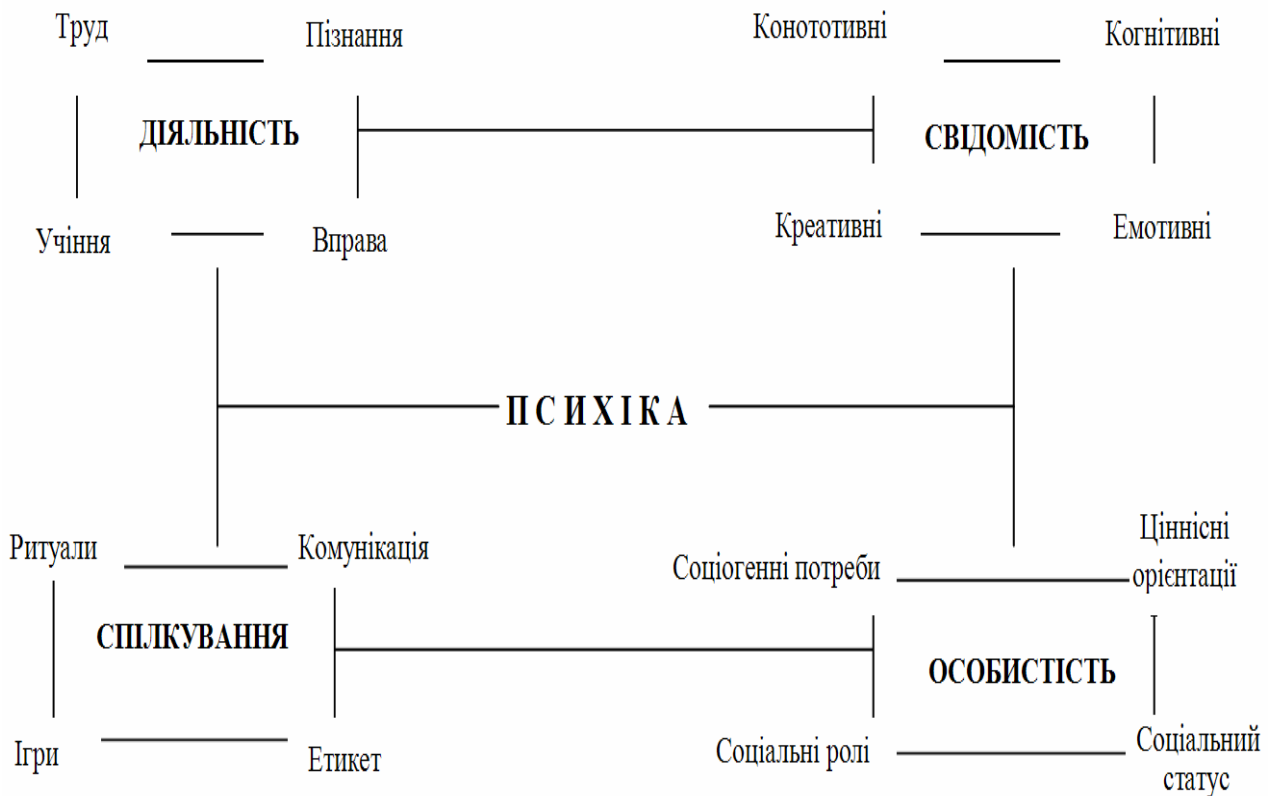 Труд
Пізнання
Конототивні
Когнітивні
ДІЯЛЬНІСТЬ
СВІДОМІСТЬ
Учіння
Вправа
Креативні
Емотивні
ПСИХІКА
Ритуали
Комунікація
Соціогенні потреби
Ціннісні
орієнтації
СПІЛКУВАННЯ
ОСОБИСТІСТЬ
Ігри
Етикет
Соціальні ролі
Соціальний
статус